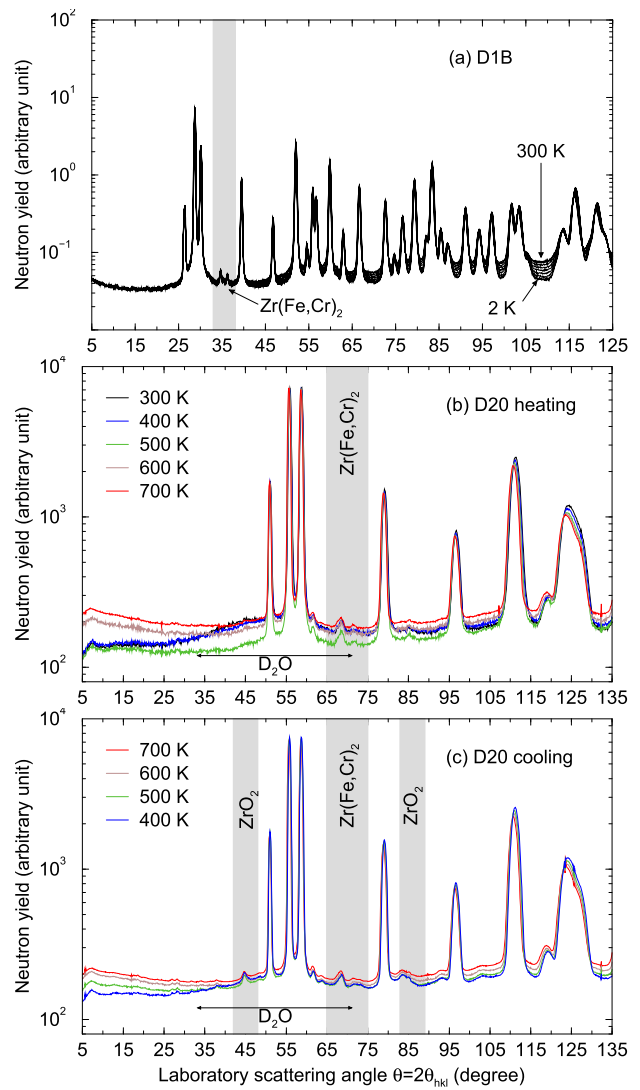 10²
(a) D1B
10¹
10⁰
300 K
10⁻¹
Zr(Fe,Cr)₂
2 K
Neutron yield (arbitrary unit)
5 15 25 35 45 55 65 75 85 95 105 115 125
10⁴
300 K
400 K
500 K
600 K
700 K
Zr(Fe,Cr)₂
(b) D20 heating
10³
10²
D₂O
Neutron yield (arbitrary unit)
5 15 25 35 45 55 65 75 85 95 105 115 125 135
10⁴
700 K
600 K
500 K
400 K
ZrO₂
Zr(Fe,Cr)₂
ZrO₂
(c) D20 cooling
10³
10²
D₂O
Neutron yield (arbitrary unit)
5 15 25 35 45 55 65 75 85 95 105 115 125 135
Laboratory scattering angle θ=2θhkl (degree)